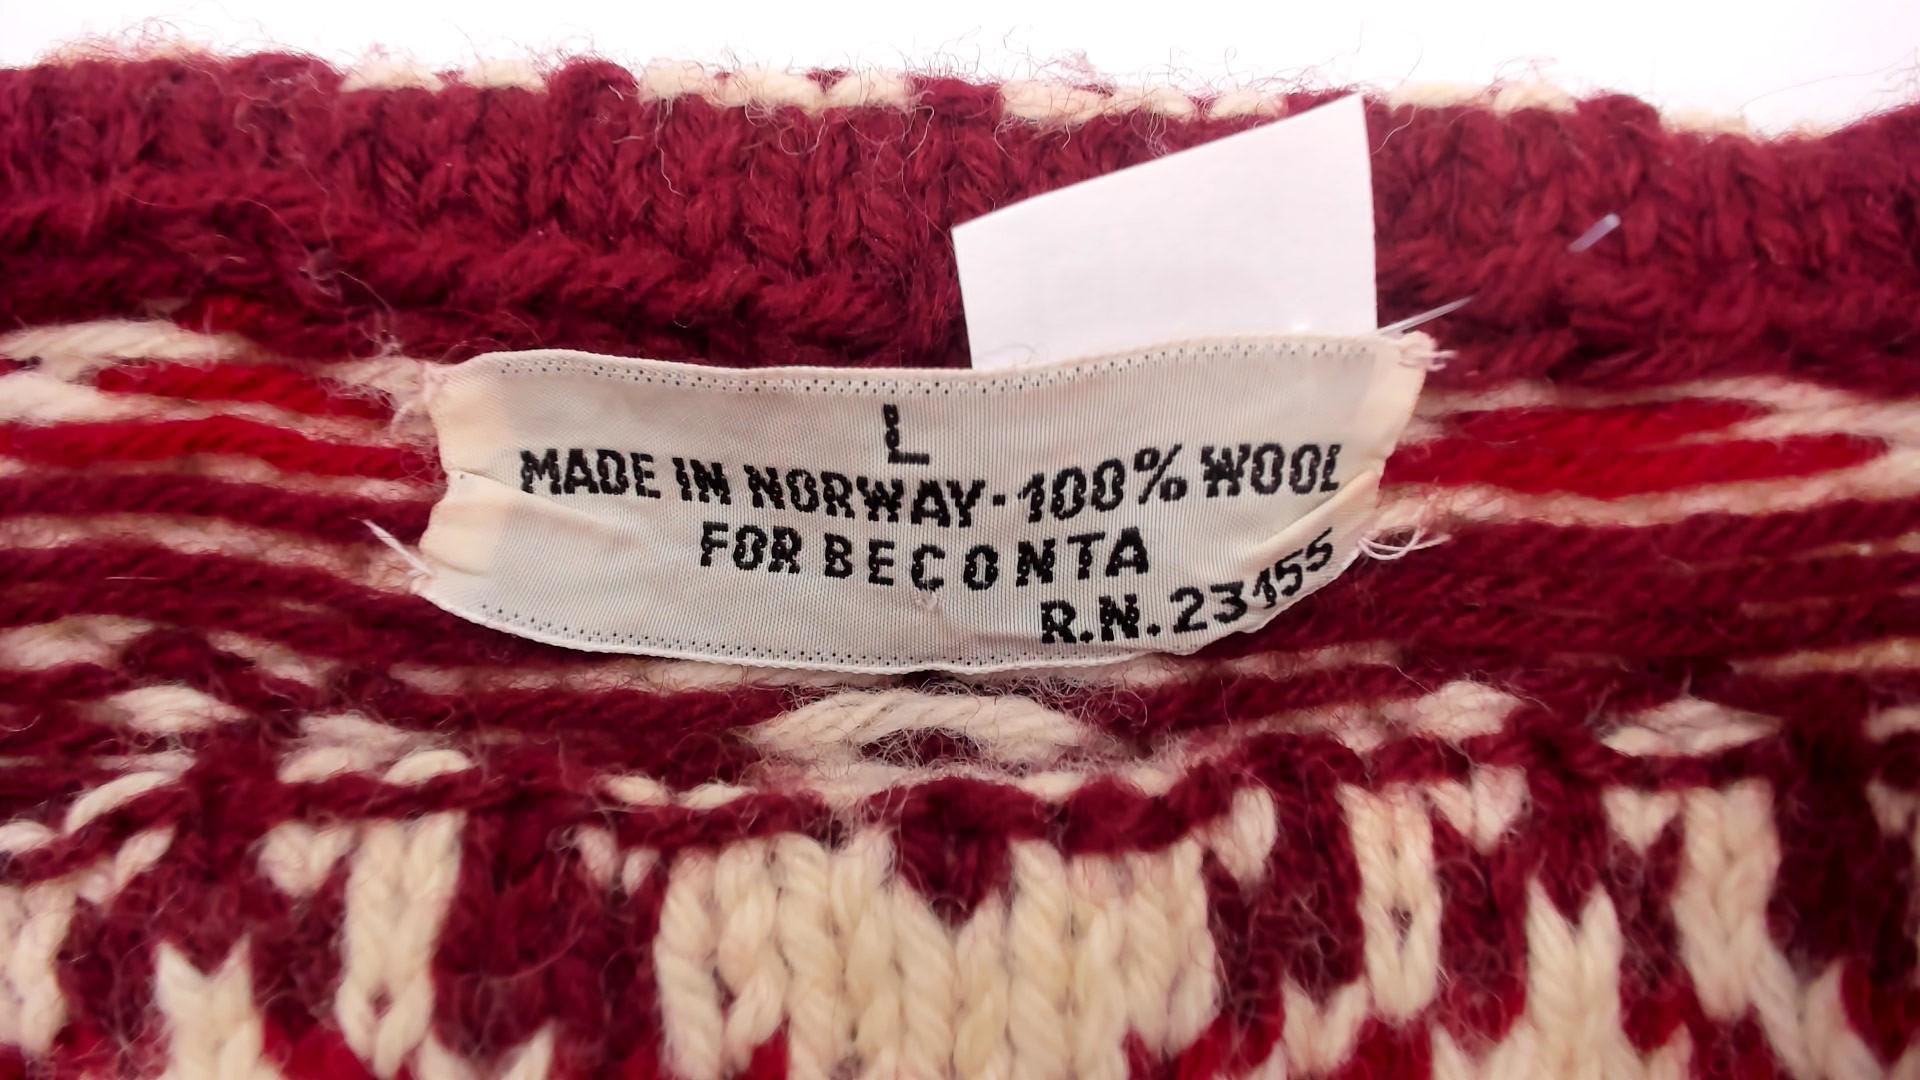 L
MADE IN NORWAY·100% WOOL
FOR BECONTA
R.N. 23155